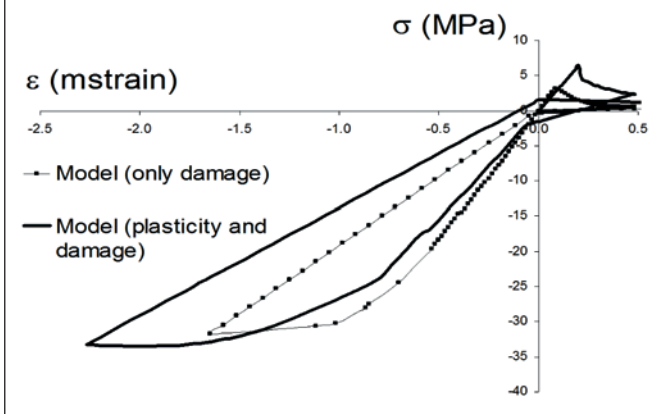 σ (MPa)
10
ε (mstrain)
5
0
-2.5 -2.0 -1.5 -1.0 -0.5 0.0 0.5
-5
Model (only damage)
-10
-15
Model (plasticity and
damage)
-20
-25
-30
-35
-40